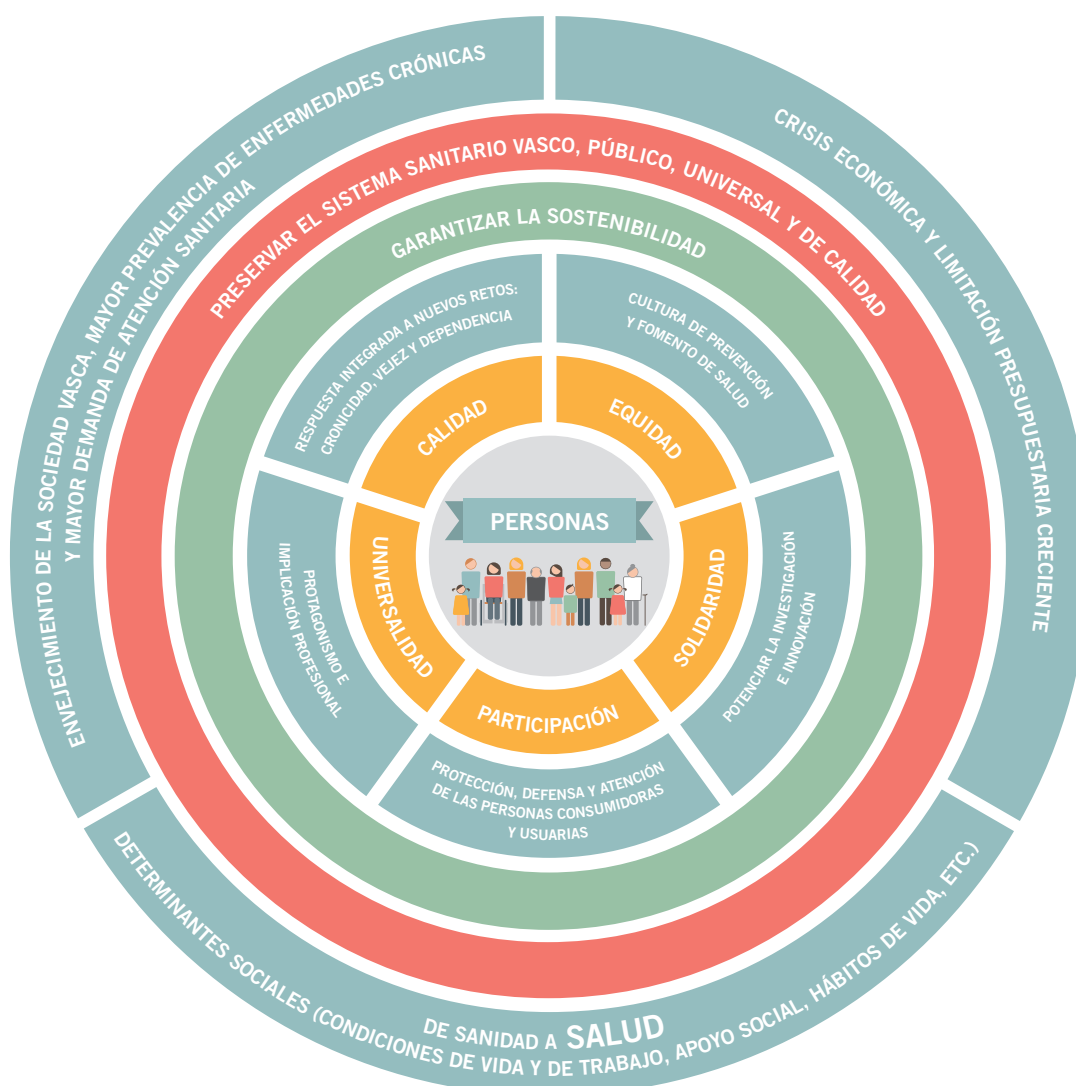 ENVEJECIMIENTO DE LA SOCIEDAD VASCA, MAYOR PREVALENCIA DE ENFERMEDADES CRÓNICAS
Y MAYOR DEMANDA DE ATENCIÓN SANITARIA
CRISIS ECONÓMICA Y LIMITACIÓN PRESUPUESTARIA CRECIENTE
PRESERVAR EL SISTEMA SANITARIO VASCO, PÚBLICO, UNIVERSAL Y DE CALIDAD
GARANTIZAR LA SOSTENIBILIDAD
RESPUESTA INTEGRADA A NUEVOS RETOS:
CRONICIDAD, VEJEZ Y DEPENDENCIA
CULTURA DE PREVENCIÓN
Y FOMENTO DE SALUD
CALIDAD
EQUIDAD
PERSONAS
UNIVERSALIDAD
SOLIDARIDAD
PARTICIPACIÓN
PROTAGONISMO E
IMPLICACIÓN PROFESIONAL
POTENCIAR LA INVESTIGACIÓN
E INNOVACIÓN
PROTECCIÓN, DEFENSA Y ATENCIÓN
DE LAS PERSONAS CONSUMIDORAS
Y USUARIAS
DE SANIDAD A SALUD
DETERMINANTES SOCIALES (CONDICIONES DE VIDA Y DE TRABAJO, APOYO SOCIAL, HÁBITOS DE VIDA, ETC.)